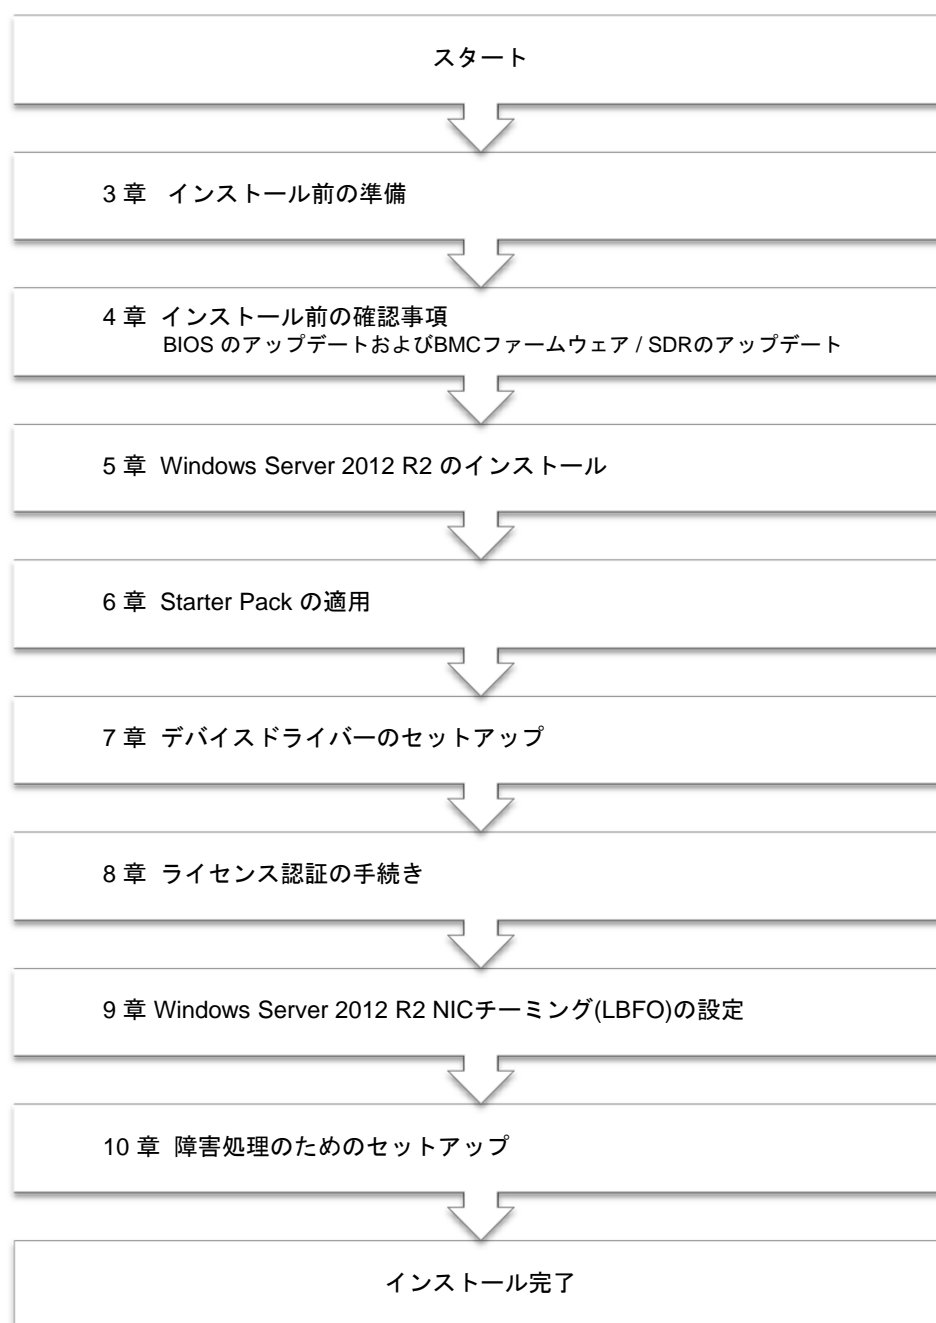 スタート
3 章 インストール前の準備
4 章 インストール前の確認事項
BIOS のアップデートおよびBMCファームウェア / SDRのアップデート
5 章 Windows Server 2012 R2 のインストール
6 章 Starter Pack の適用
7 章 デバイスドライバーのセットアップ
8 章 ライセンス認証の手続き
9 章 Windows Server 2012 R2 NICチーミング(LBFO)の設定
10 章 障害処理のためのセットアップ
インストール完了